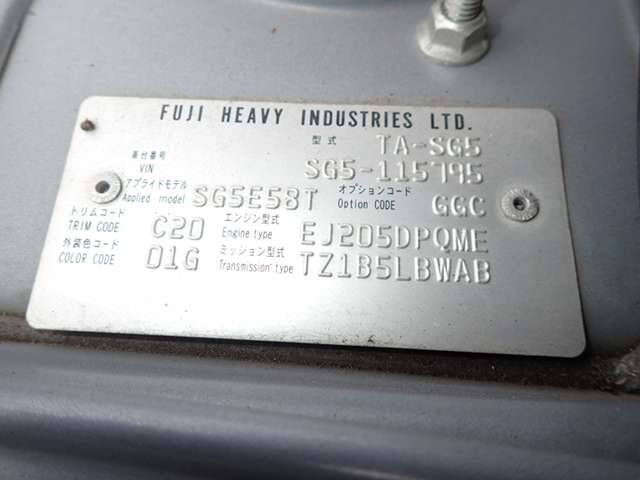 FUJI HEAVY INDUSTRIES LTD.
型式 TA-SG5
車台番号 VIN SG5-115795
アプライドモデル Applied model SG5E58T オプションコード Option CODE GGC
トリムコード TRIM CODE C20 エンジン型式 Engine type EJ205DPQME
外装色コード COLOR CODE 01G ミッション型式 Transmission type TZ1B5LBWAB